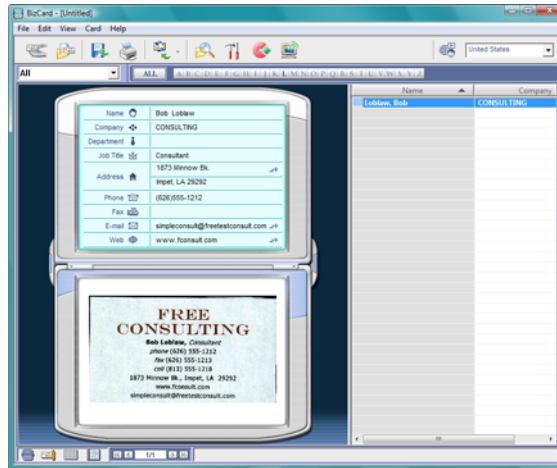 BizCard - [Untitled]
File Edit View Card Help
United States
All
ALL A B C D E F G H I J K L M N O P Q R S T U V W X Y Z
Name Company
Loblaw, Bob CONSULTING
Name Bob Loblaw
Company CONSULTING
Department
Job Title Consultant
Address 1873 Minnow Bk.
Impet, LA 29292
Phone (626)555-1212
Fax
E-mail simpleconsult@freetestconsult.com
Web www.fconsult.com
FREE
CONSULTING
Bob Loblaw, Consultant
phone (626) 555-1212
fax (626) 555-1213
cell (813) 555-1218
1873 Minnow Bk., Impet, LA 29292
www.fconsult.com
simpleconsult@freetestconsult.com
1/1